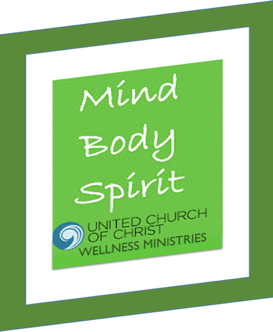 Mind
Body
Spirit
UNITED CHURCH
OF CHRIST
WELLNESS MINISTRIES